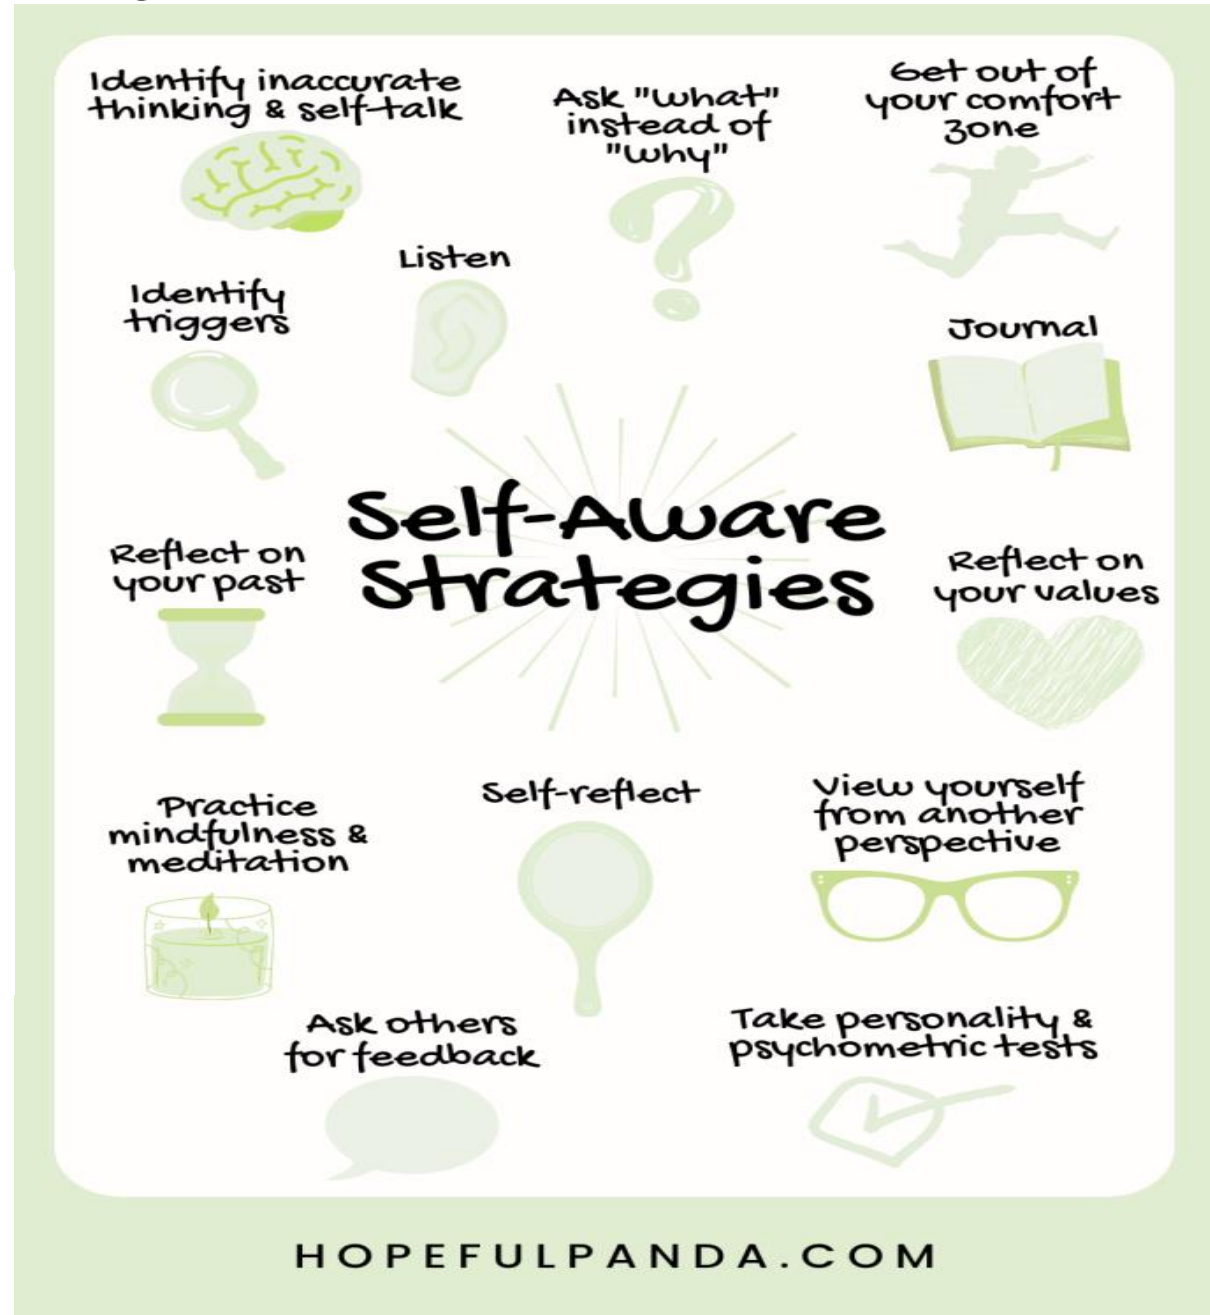 Identify inaccurate
thinking & self-talk
Ask "what"
instead of
"why"
Get out of
your comfort
zone
Listen
Identify
triggers
Journal
Self-Aware
Strategies
Reflect on
your past
Reflect on
your values
Practice
mindfulness &
meditation
Self-reflect
View yourself
from another
perspective
Ask others
for feedback
Take personality &
psychometric tests
HOPEFULPANDA.COM